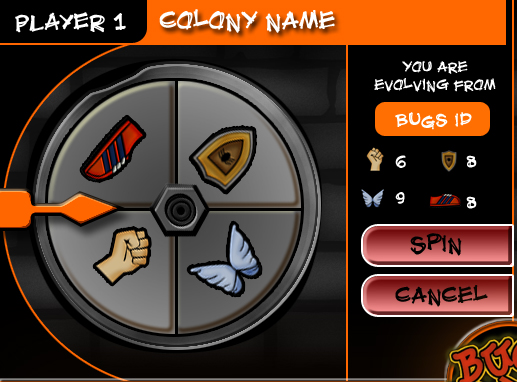 PLAYER 1
COLONY NAME
YOU ARE
EVOLVING FROM
BUGS ID
6
8
9
8
SPIN
CANCEL